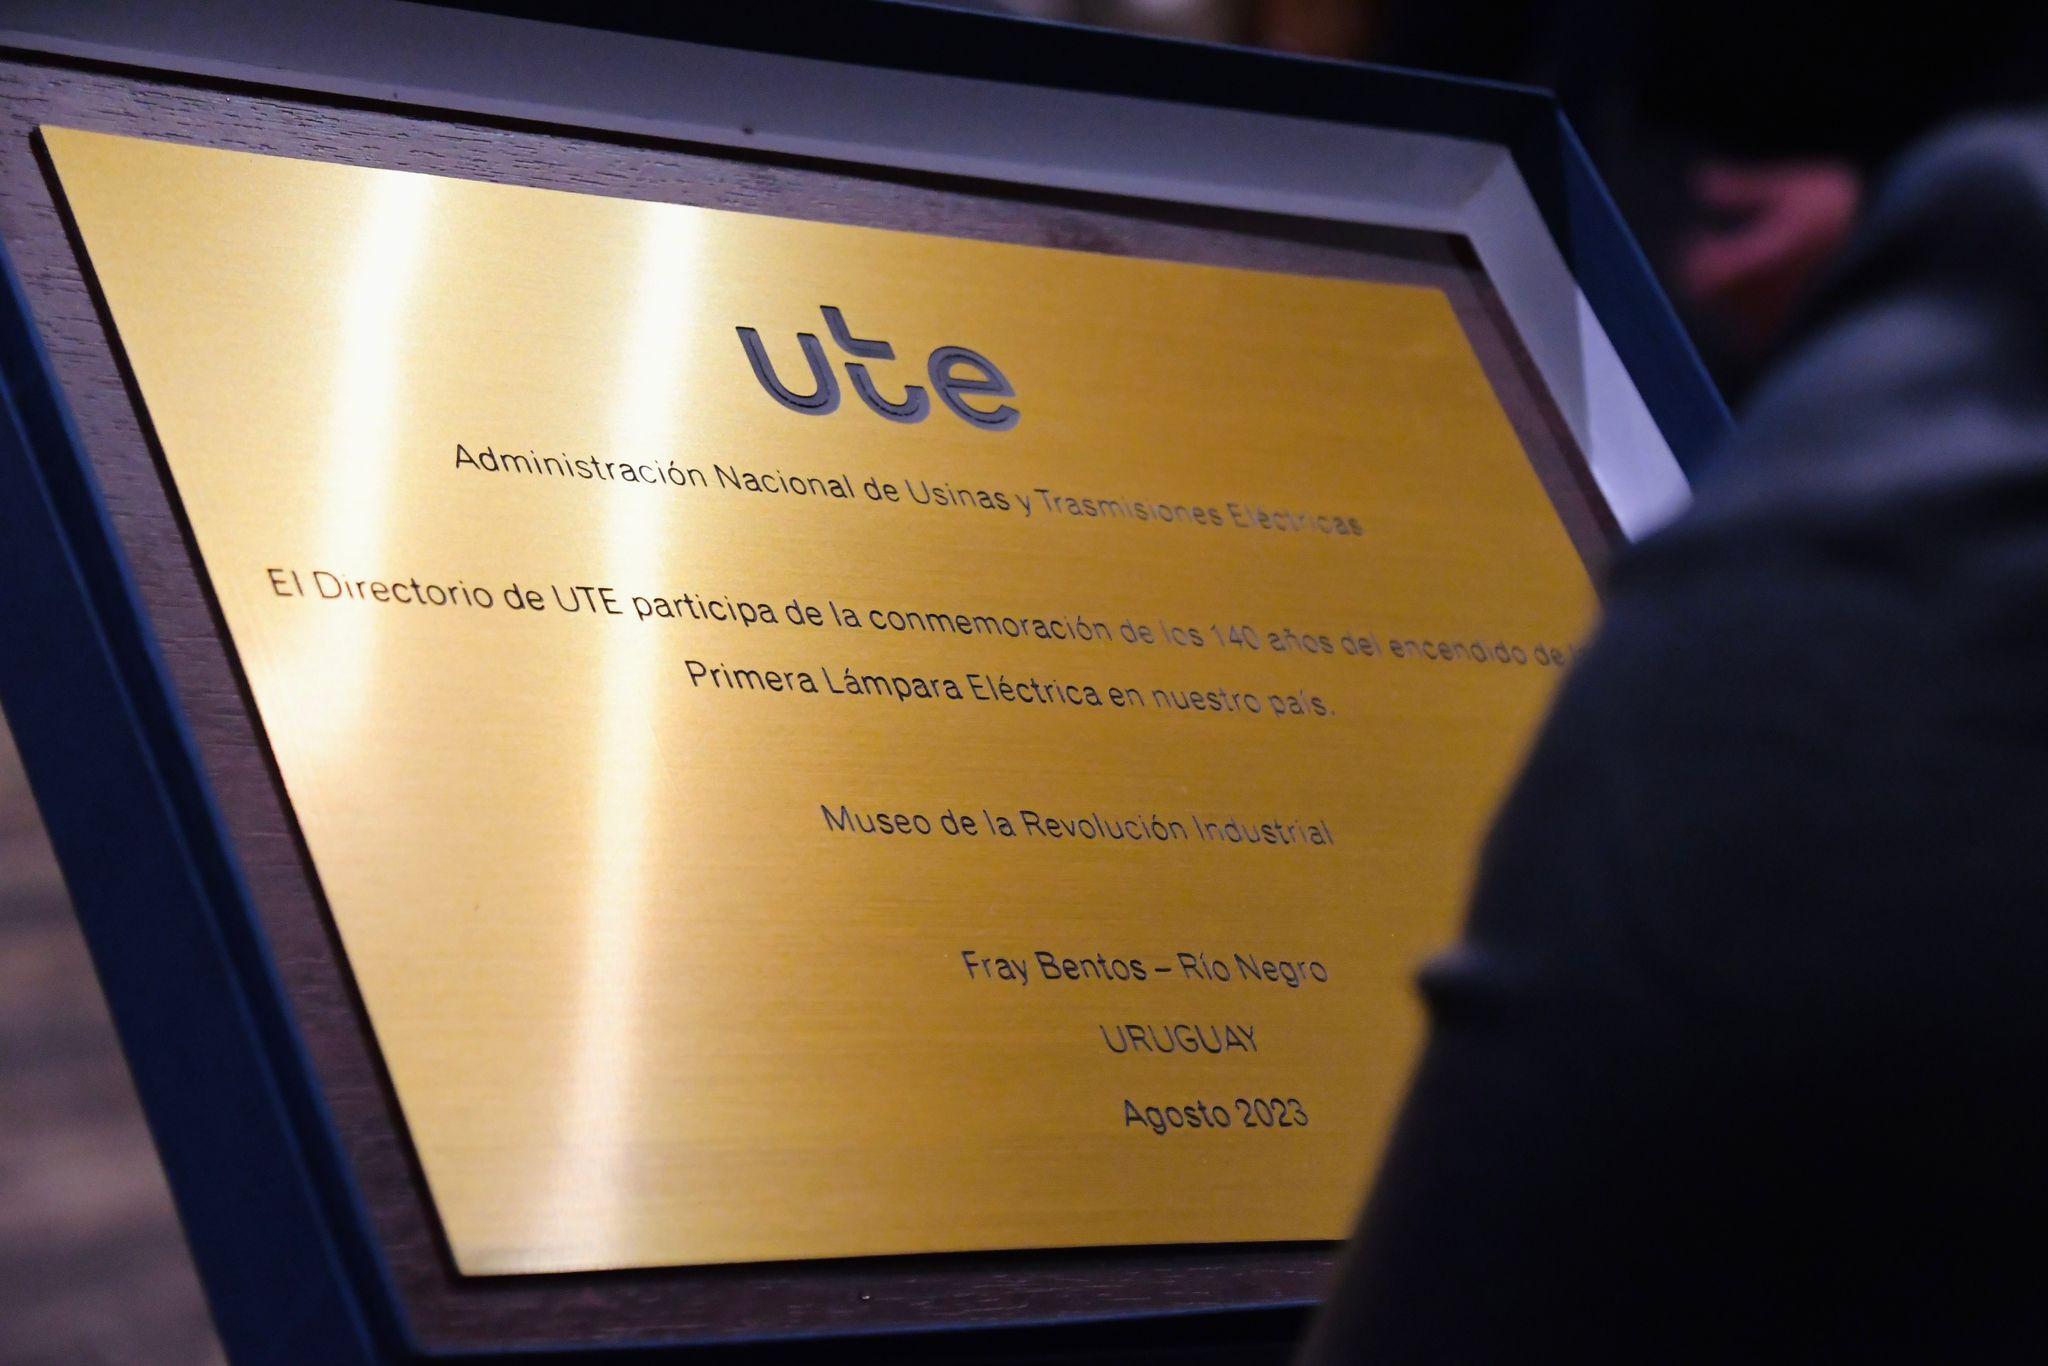 ute
Administración Nacional de Usinas y Trasmisiones Eléctricas
El Directorio de UTE participa de la conmemoración de los 140 años del encendido de
Primera Lámpara Eléctrica en nuestro país.
Museo de la Revolución Industrial
Fray Bentos – Río Negro
URUGUAY
Agosto 2023